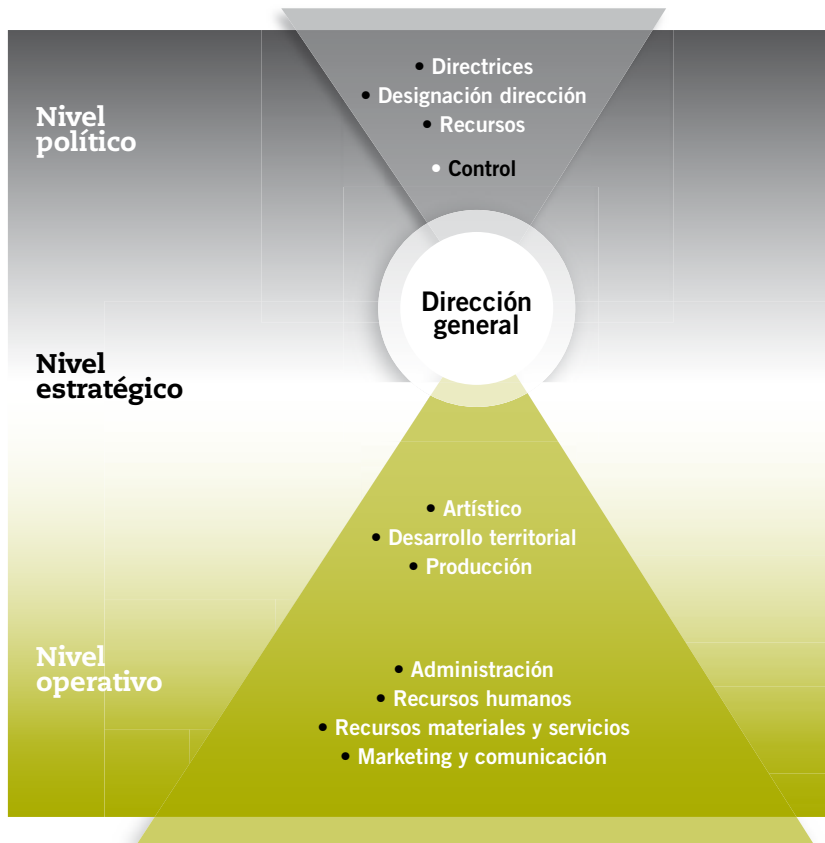 • Directrices
• Designación dirección
• Recursos
• Control
Nivel
político
Dirección
general
Nivel
estratégico
• Artístico
• Desarrollo territorial
• Producción
Nivel
operativo
• Administración
• Recursos humanos
• Recursos materiales y servicios
• Marketing y comunicación